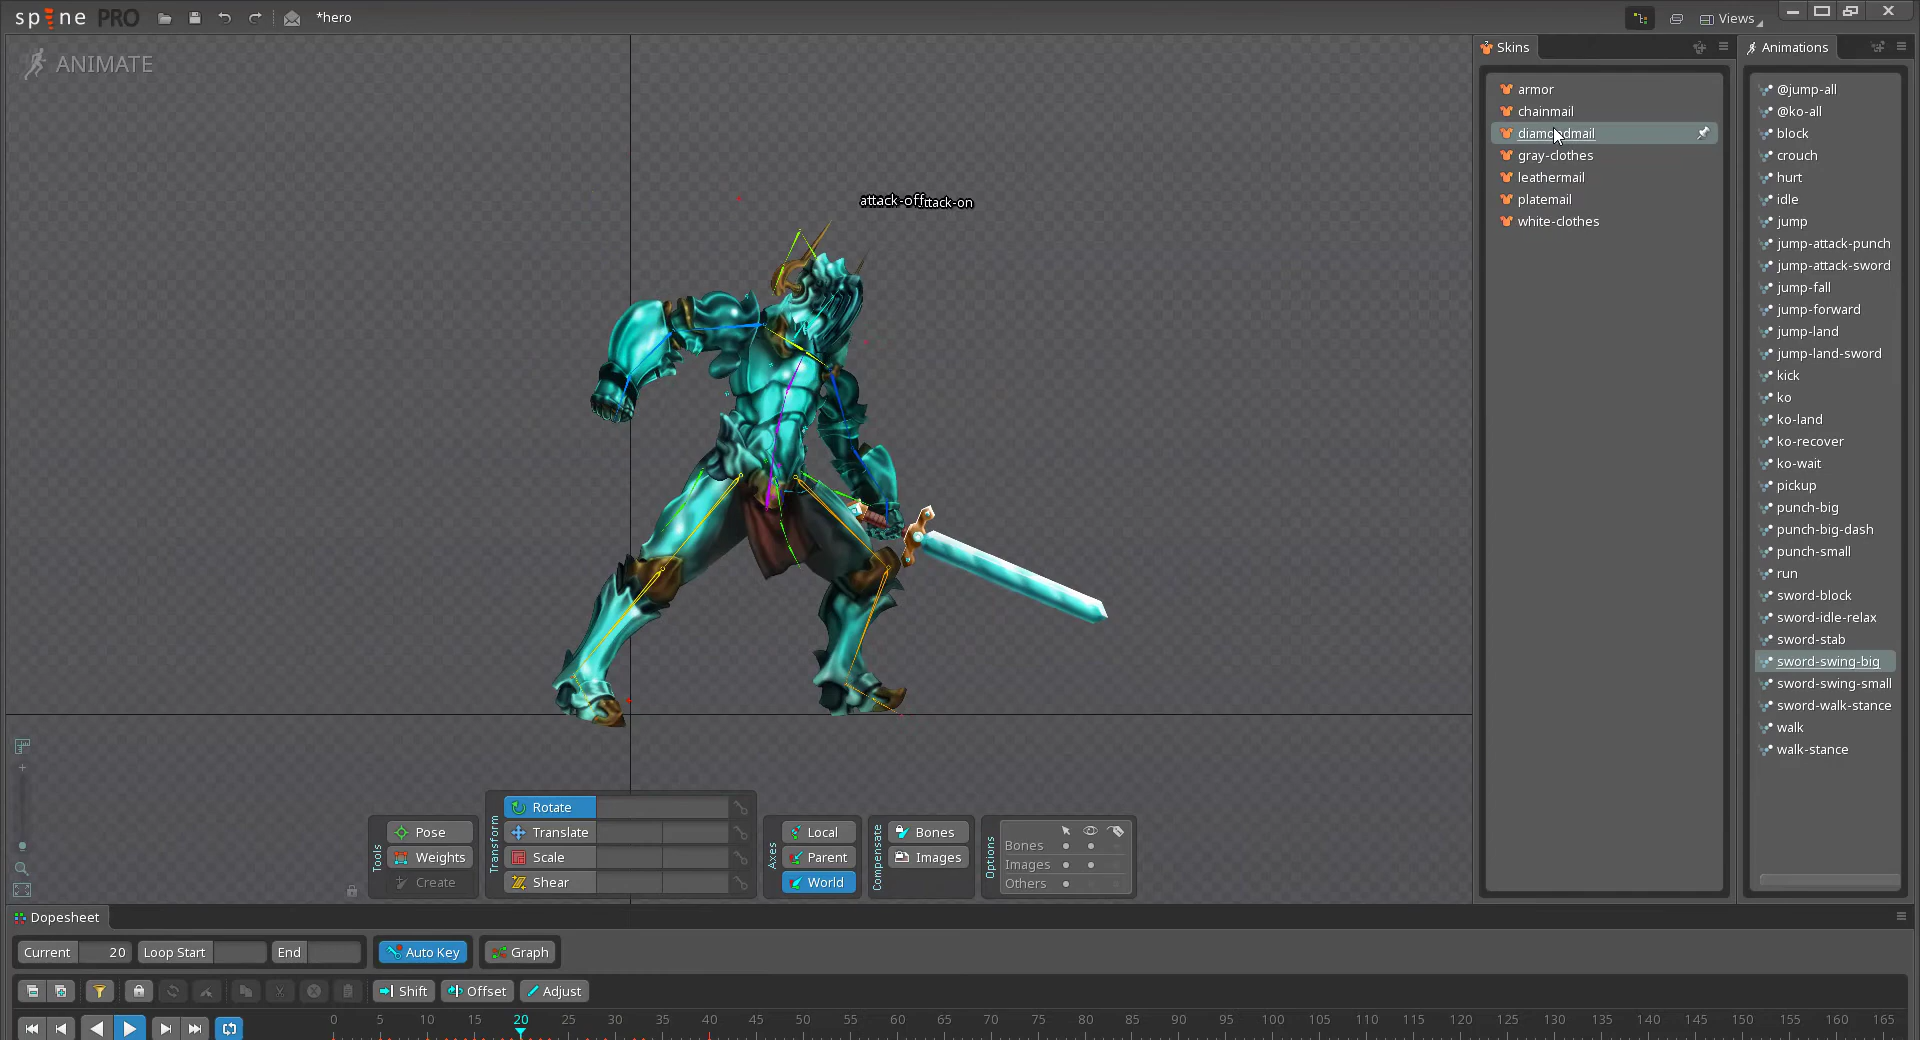 spine PRO
*hero
Views
ANIMATE
Skins
armor
chainmail
diamondmail
gray-clothes
leathermail
platemail
white-clothes
Animations
@jump-all
@ko-all
block
crouch
hurt
idle
jump
jump-attack-punch
jump-attack-sword
jump-fall
jump-forward
jump-land
jump-land-sword
kick
ko
ko-land
ko-recover
ko-wait
pickup
punch-big
punch-big-dash
punch-small
run
sword-block
sword-idle-relax
sword-stab
sword-swing-big
sword-swing-small
sword-walk-stance
walk
walk-stance
attack-off
ttack-on
Tools
Pose
Weights
Create
Transform
Rotate
Translate
Scale
Shear
Axes
Local
Parent
World
Compensate
Bones
Images
Options
Bones
Images
Others
Dopesheet
Current 20 Loop Start End Auto Key Graph
Shift Offset Adjust
0 5 10 15 20 25 30 35 40 45 50 55 60 65 70 75 80 85 90 95 100 105 110 115 120 125 130 135 140 145 150 155 160 165